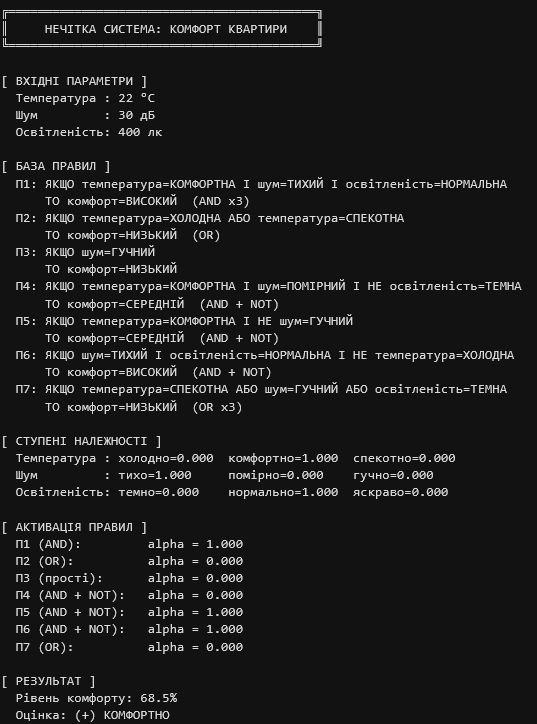 НЕЧІТКА СИСТЕМА: КОМФОРТ КВАРТИРИ
[ ВХІДНІ ПАРАМЕТРИ ]
Температура : 22 °C
Шум         : 30 дБ
Освітленість: 400 лк
[ БАЗА ПРАВИЛ ]
П1: ЯКЩО температура=КОМФОРТНА І шум=ТИХИЙ І освітленість=НОРМАЛЬНА
ТО комфорт=ВИСОКИЙ  (AND x3)
П2: ЯКЩО температура=ХОЛОДНА АБО температура=СПЕКОТНА
ТО комфорт=НИЗЬКИЙ  (OR)
П3: ЯКЩО шум=ГУЧНИЙ
ТО комфорт=НИЗЬКИЙ
П4: ЯКЩО температура=КОМФОРТНА І шум=ПОМІРНИЙ І НЕ освітленість=ТЕМНА
ТО комфорт=СЕРЕДНІЙ  (AND + NOT)
П5: ЯКЩО температура=КОМФОРТНА І НЕ шум=ГУЧНИЙ
ТО комфорт=СЕРЕДНІЙ  (AND + NOT)
П6: ЯКЩО шум=ТИХИЙ І освітленість=НОРМАЛЬНА І НЕ температура=ХОЛОДНА
ТО комфорт=ВИСОКИЙ  (AND + NOT)
П7: ЯКЩО температура=СПЕКОТНА АБО шум=ГУЧНИЙ АБО освітленість=ТЕМНА
ТО комфорт=НИЗЬКИЙ  (OR x3)
[ СТУПЕНІ НАЛЕЖНОСТІ ]
Температура : холодно=0.000  комфортно=1.000  спекотно=0.000
Шум         : тихо=1.000     помірно=0.000    гучно=0.000
Освітленість: темно=0.000    нормально=1.000  яскраво=0.000
[ АКТИВАЦІЯ ПРАВИЛ ]
П1 (AND):         alpha = 1.000
П2 (OR):          alpha = 0.000
П3 (прості):      alpha = 0.000
П4 (AND + NOT):   alpha = 0.000
П5 (AND + NOT):   alpha = 1.000
П6 (AND + NOT):   alpha = 1.000
П7 (OR):          alpha = 0.000
[ РЕЗУЛЬТАТ ]
Рівень комфорту: 68.5%
Оцінка: (+) КОМФОРТНО